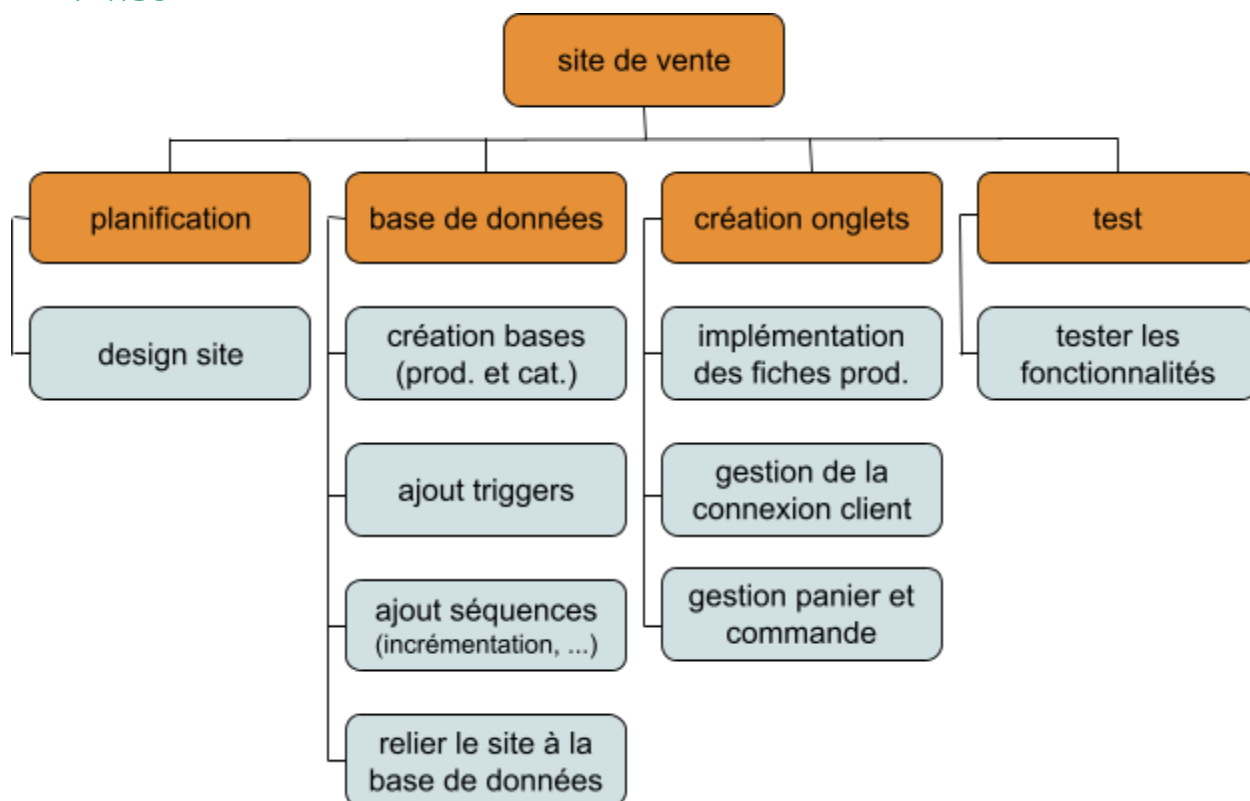 site de vente
planification
base de données
création onglets
test
design site
création bases
(prod. et cat.)
implémentation
des fiches prod.
tester les
fonctionnalités
ajout triggers
gestion de la
connexion client
ajout séquences
(incrémentation, ...)
gestion panier et
commande
relier le site à la
base de données